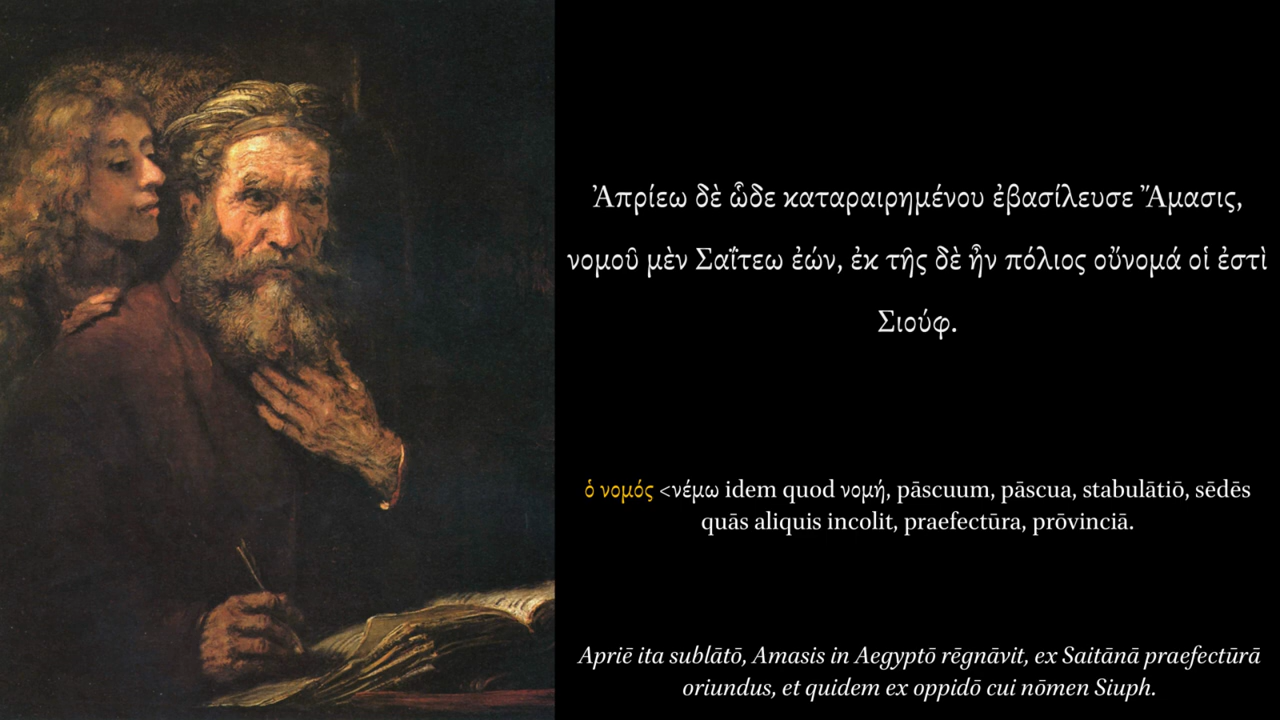 Ἀπρίεω δὲ ὧδε καταραιρημένου ἐβασίλευσε Ἄμασις,
νομοῦ μὲν Σαΐτεω ἐών, ἐκ τῆς δὲ ἦν πόλιος οὔνομά οἱ ἐστὶ
Σιούφ.
ὁ νομός <νέμω idem quod νομή, pāscuum, pāscua, stabulātiō, sēdēs
quās aliquis incolit, praefectūra, prōvinciā.
Apriē ita sublātō, Amasis in Aegyptō rēgnāvit, ex Saitānā praefectūrā
oriundus, et quidem ex oppidō cui nōmen Siuph.